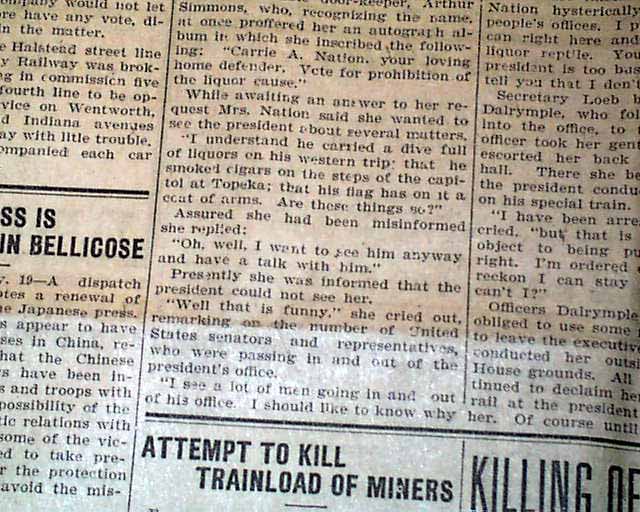 company would not let
ere have any vote, di-
n the matter.
e Halstead street line
y Railway was brok-
ng in commission five
fourth line to be op-
vice on Wentworth,
d Indiana avenues
ay with little trouble.
ompanied each car
SS IS
IN BELLICOSE
. 19—A dispatch
otes a renewal of
e Japanese press.
s appear to have
ses in China, re-
hat the Chinese
s have been in-
s and troops with
possibility of the
tic relations with
some of the vic-
ed to take pre-
r the protection
avoid the mis-
door-keeper, Arthur
Simmons, who, recognizing the name,
at once proffered her an autograph al-
bum in which she inscribed the follow-
ing: "Carrie A. Nation, your loving
home defender. Vote for prohibition of
the liquor cause."
While awaiting an answer to her re-
quest Mrs. Nation said she wanted to
see the president about several matters.
"I understand he carried a dive full
of liquors on his western trip; that he
smoked cigars on the steps of the capi-
tol at Topeka; that his flag has on it a
coat of arms. Are these things so?"
Assured she had been misinformed
she replied:
"Oh, well, I want to see him anyway
and have a talk with him."
Presently she was informed that the
president could not see her.
"Well that is funny," she cried out,
remarking on the number of United
States senators and representatives,
who were passing in and out of the
president's office.
"I see a lot of men going in and out
of his office. I should like to know why
ATTEMPT TO KILL
TRAINLOAD OF MINERS
Nation hysterically
people's offices. I p
can right here and
liquor reptile. You
president is too bus
tell you that I don't
Secretary Loeb h
Dalrymple, who fol
into the office, to
officer took her gent
escorted her back
hall. There she be
the president condu
on his special train.
"I have been arre
cried, "but that is
object to being pu
right. I'm ordered
reckon I can stay
can't I?"
Officers Dalrymple
obliged to use some
to leave the executiv
conducted her outsi
House grounds. All
tinued to declaim her
rail at the president
her. Of course until
KILLING OF